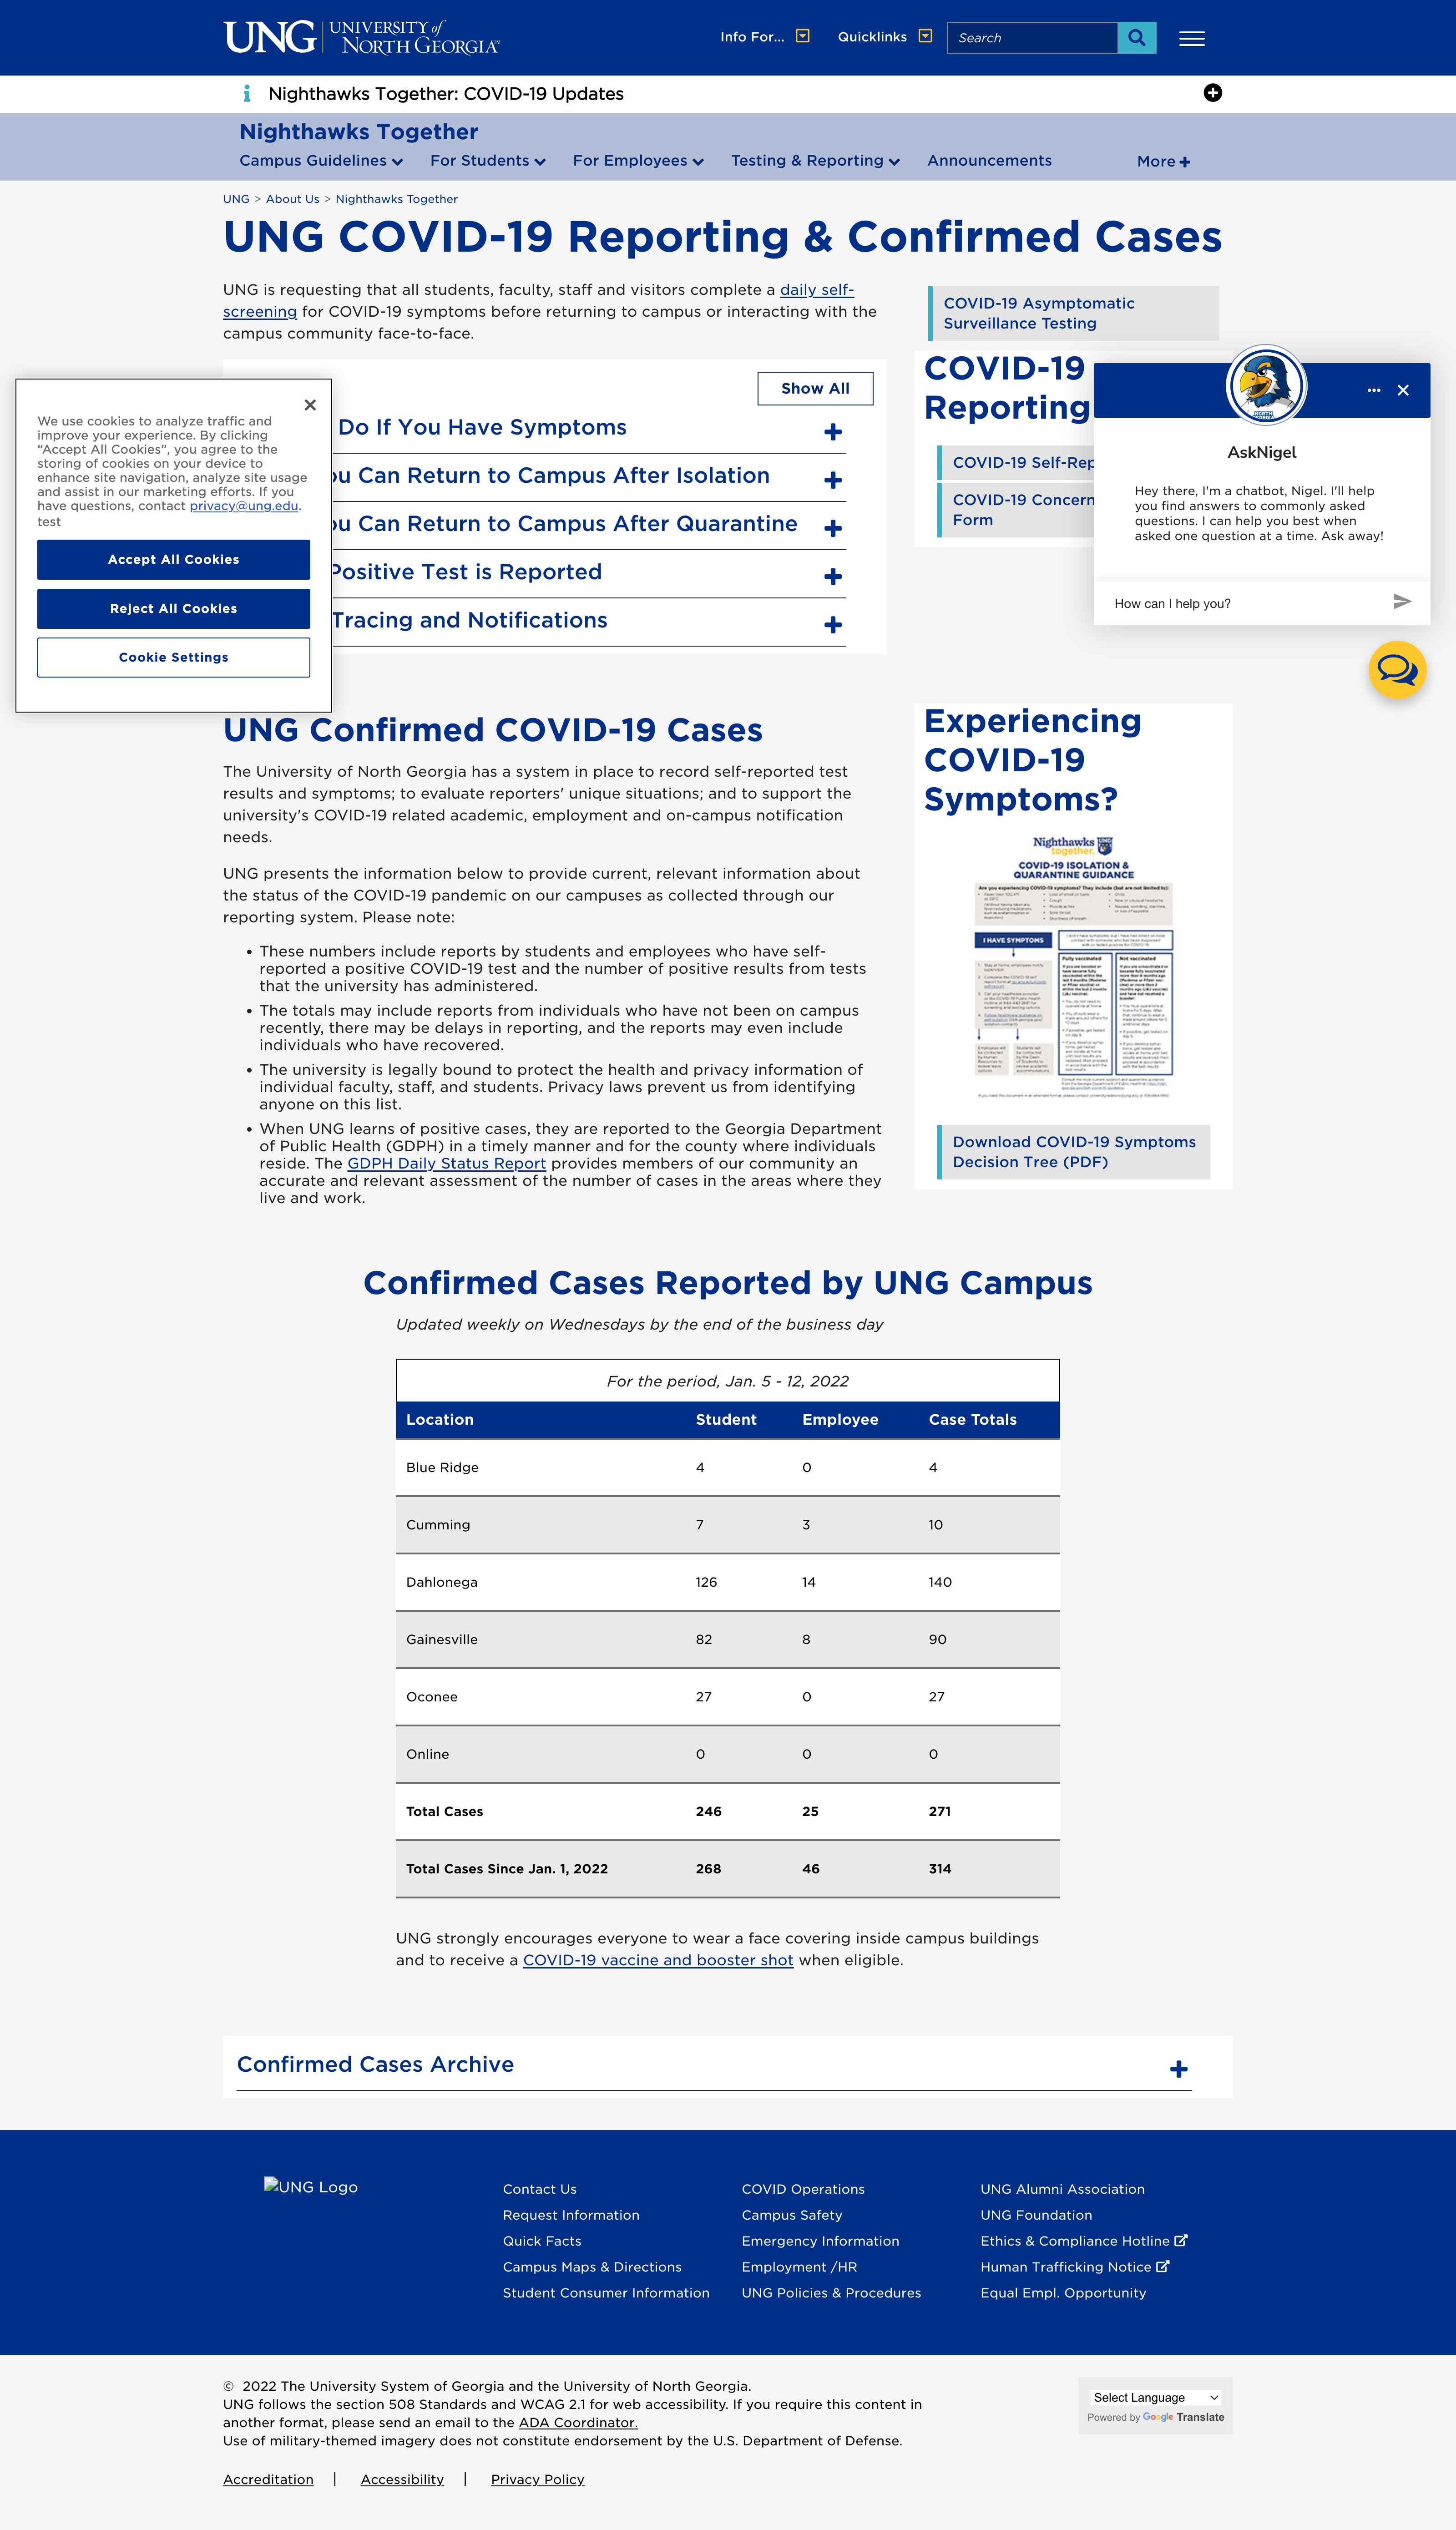 UNG UNIVERSITY of NORTH GEORGIA™
Info For...
Quicklinks
Search
Nighthawks Together: COVID-19 Updates
Nighthawks Together
Campus Guidelines
For Students
For Employees
Testing & Reporting
Announcements
More
UNG > About Us > Nighthawks Together
UNG COVID-19 Reporting & Confirmed Cases
UNG is requesting that all students, faculty, staff and visitors complete a daily self-
screening for COVID-19 symptoms before returning to campus or interacting with the
campus community face-to-face.
Show All
Do If You Have Symptoms
ou Can Return to Campus After Isolation
ou Can Return to Campus After Quarantine
Positive Test is Reported
Tracing and Notifications
We use cookies to analyze traffic and
improve your experience. By clicking
“Accept All Cookies”, you agree to the
storing of cookies on your device to
enhance site navigation, analyze site usage
and assist in our marketing efforts. If you
have questions, contact privacy@ung.edu.
test
Accept All Cookies
Reject All Cookies
Cookie Settings
COVID-19 Asymptomatic
Surveillance Testing
COVID-19
Reporting
COVID-19 Self-Rep
COVID-19 Concern
Form
AskNigel
Hey there, I'm a chatbot, Nigel. I'll help
you find answers to commonly asked
questions. I can help you best when
asked one question at a time. Ask away!
How can I help you?
UNG Confirmed COVID-19 Cases
The University of North Georgia has a system in place to record self-reported test
results and symptoms; to evaluate reporters' unique situations; and to support the
university's COVID-19 related academic, employment and on-campus notification
needs.
UNG presents the information below to provide current, relevant information about
the status of the COVID-19 pandemic on our campuses as collected through our
reporting system. Please note:
• These numbers include reports by students and employees who have self-
reported a positive COVID-19 test and the number of positive results from tests
that the university has administered.
• The totals may include reports from individuals who have not been on campus
recently, there may be delays in reporting, and the reports may even include
individuals who have recovered.
• The university is legally bound to protect the health and privacy information of
individual faculty, staff, and students. Privacy laws prevent us from identifying
anyone on this list.
• When UNG learns of positive cases, they are reported to the Georgia Department
of Public Health (GDPH) in a timely manner and for the county where individuals
reside. The GDPH Daily Status Report provides members of our community an
accurate and relevant assessment of the number of cases in the areas where they
live and work.
Experiencing
COVID-19
Symptoms?
Nighthawks
together.
COVID-19 ISOLATION &
QUARANTINE GUIDANCE
Are you experiencing COVID-19 symptoms? They include (but are not limited to):
I HAVE SYMPTOMS
Fully vaccinated
Not vaccinated
Download COVID-19 Symptoms
Decision Tree (PDF)
Confirmed Cases Reported by UNG Campus
Updated weekly on Wednesdays by the end of the business day
For the period, Jan. 5 - 12, 2022
Location Student Employee Case Totals
Blue Ridge 4 0 4
Cumming 7 3 10
Dahlonega 126 14 140
Gainesville 82 8 90
Oconee 27 0 27
Online 0 0 0
Total Cases 246 25 271
Total Cases Since Jan. 1, 2022 268 46 314
UNG strongly encourages everyone to wear a face covering inside campus buildings
and to receive a COVID-19 vaccine and booster shot when eligible.
Confirmed Cases Archive
UNG Logo
Contact Us
Request Information
Quick Facts
Campus Maps & Directions
Student Consumer Information
COVID Operations
Campus Safety
Emergency Information
Employment /HR
UNG Policies & Procedures
UNG Alumni Association
UNG Foundation
Ethics & Compliance Hotline
Human Trafficking Notice
Equal Empl. Opportunity
© 2022 The University System of Georgia and the University of North Georgia.
UNG follows the section 508 Standards and WCAG 2.1 for web accessibility. If you require this content in
another format, please send an email to the ADA Coordinator.
Use of military-themed imagery does not constitute endorsement by the U.S. Department of Defense.
Accreditation | Accessibility | Privacy Policy
Select Language
Powered by Google Translate